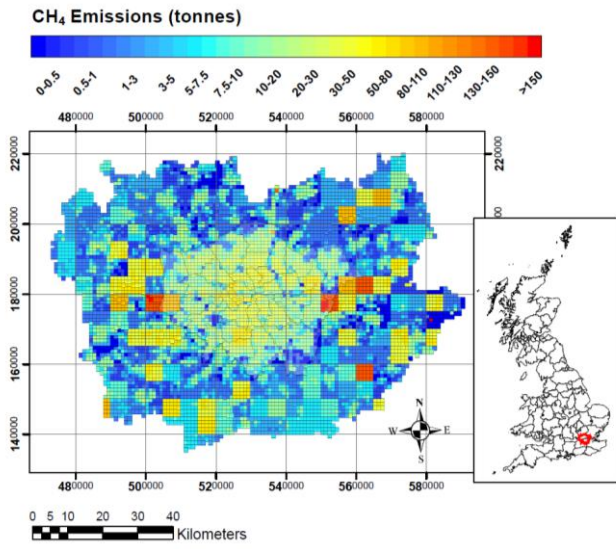 CH₄ Emissions (tonnes)
0-0.5 0.5-1 1-3 3-5 5-7.5 7.5-10 10-20 20-30 30-50 50-80 80-110 110-130 130-150 >150
480000 500000 520000 540000 560000 580000
220000 220000
200000 200000
180000
160000
140000
N
W E
S
480000 500000 520000 540000 560000 580000
0 5 10 20 30 40
Kilometers